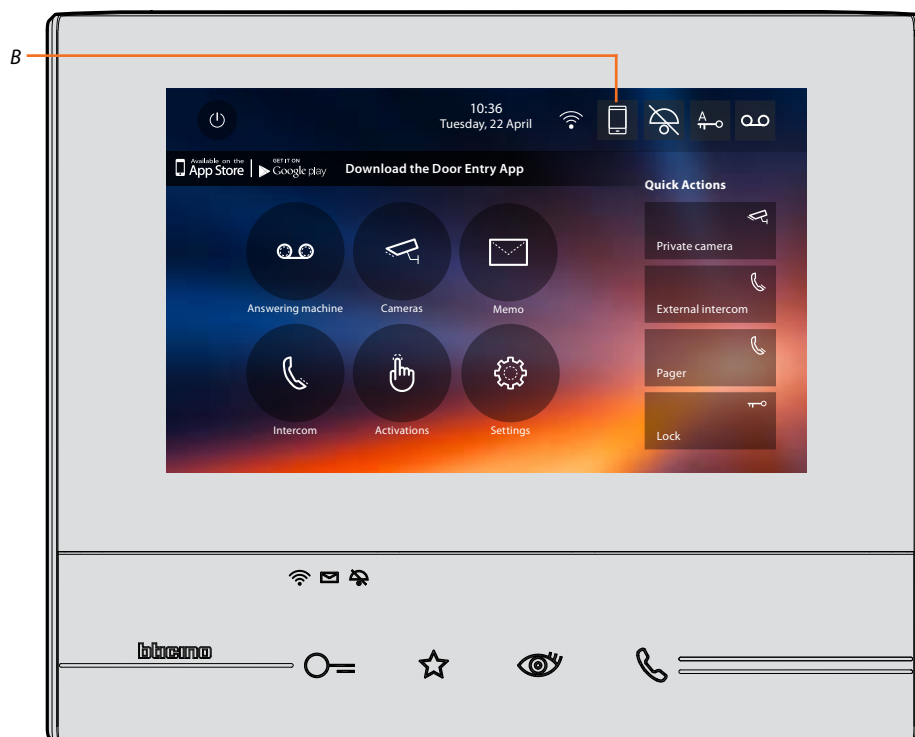 B
10:36
Tuesday, 22 April
A
Available on the
App Store
GET IT ON
Google play
Download the Door Entry App
Quick Actions
Private camera
External intercom
Pager
Lock
Answering machine
Cameras
Memo
Intercom
Activations
Settings
bticino